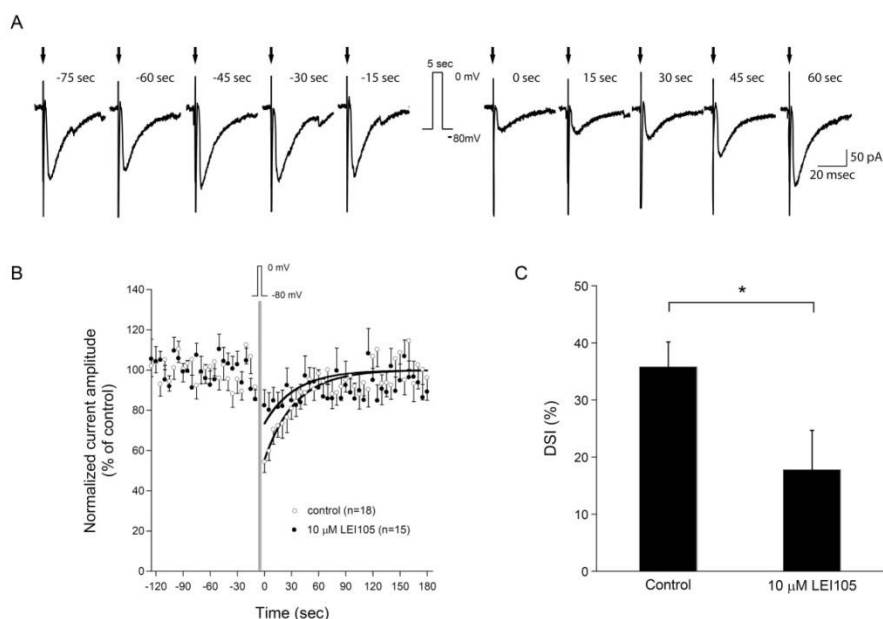 A
-75 sec -60 sec -45 sec -30 sec -15 sec
5 sec
0 mV
-80mV
0 sec 15 sec 30 sec 45 sec 60 sec
50 pA
20 msec
B
0 mV
-80 mV
Normalized current amplitude
(% of control)
140
120
100
80
60
40
20
0
control (n=18)
10 µM LEI105 (n=15)
-120 -90 -60 -30 0 30 60 90 120 150 180
Time (sec)
C
DSI (%)
50
40
30
20
10
0
*
Control 10 µM LEI105